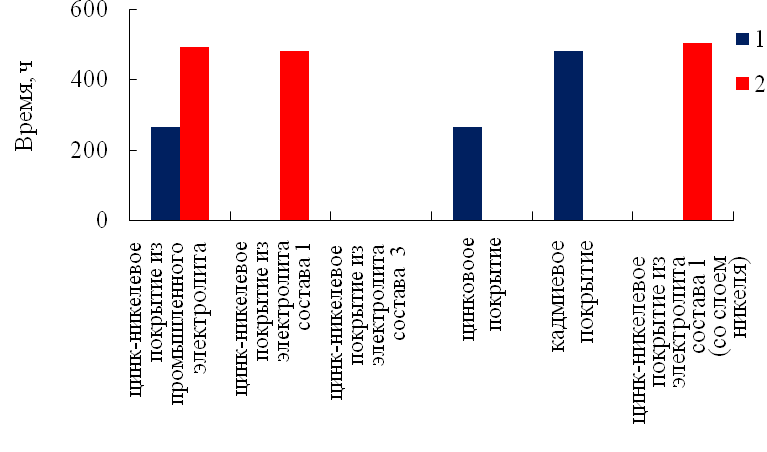 600
400
200
0
Время, ч
1
2
цинк-никелевое
покрытие из
промышленного
электролита
цинк-никелевое
покрытие из
электролита
состава 1
цинк-никелевое
покрытие из
электролита
состава 3
цинковоое
покрытие
кадмиевое
покрытие
цинк-никелевое
покрытие из
электролита
состава 1
(со слоем
никеля)